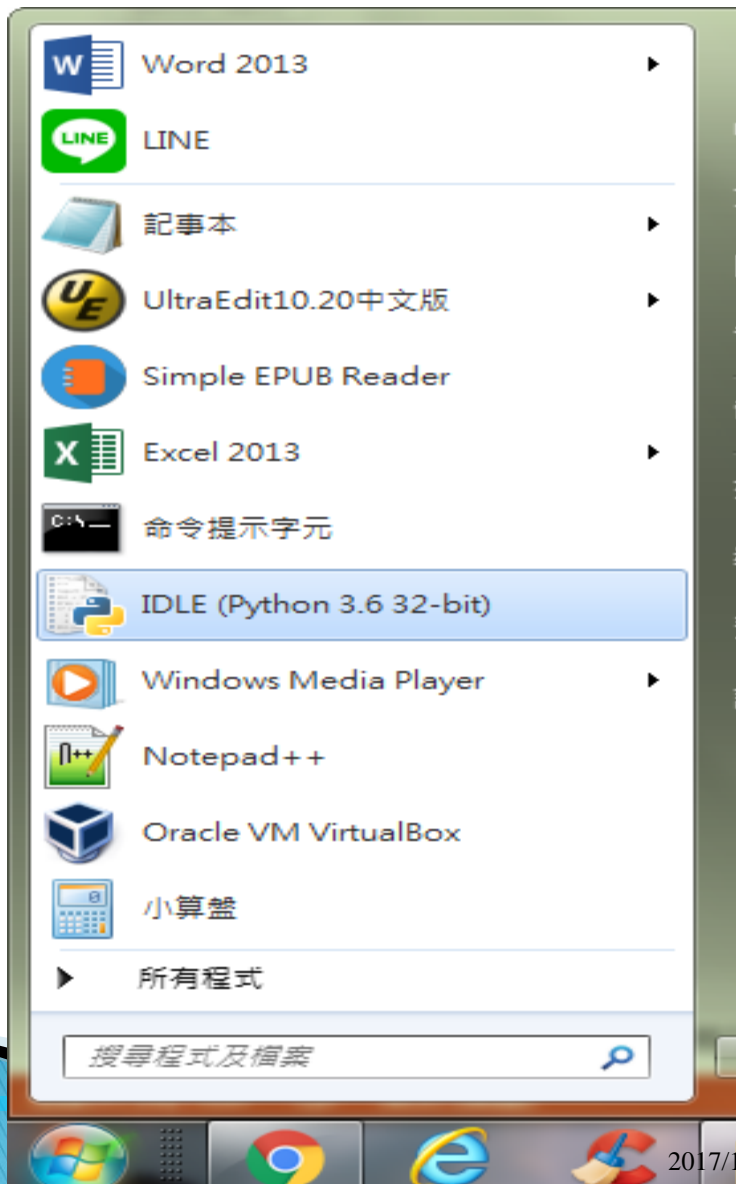 Word 2013
LINE
記事本
UltraEdit10.20中文版
Simple EPUB Reader
Excel 2013
命令提示字元
IDLE (Python 3.6 32-bit)
Windows Media Player
Notepad++
Oracle VM VirtualBox
小算盤
所有程式
搜尋程式及檔案
2017/1